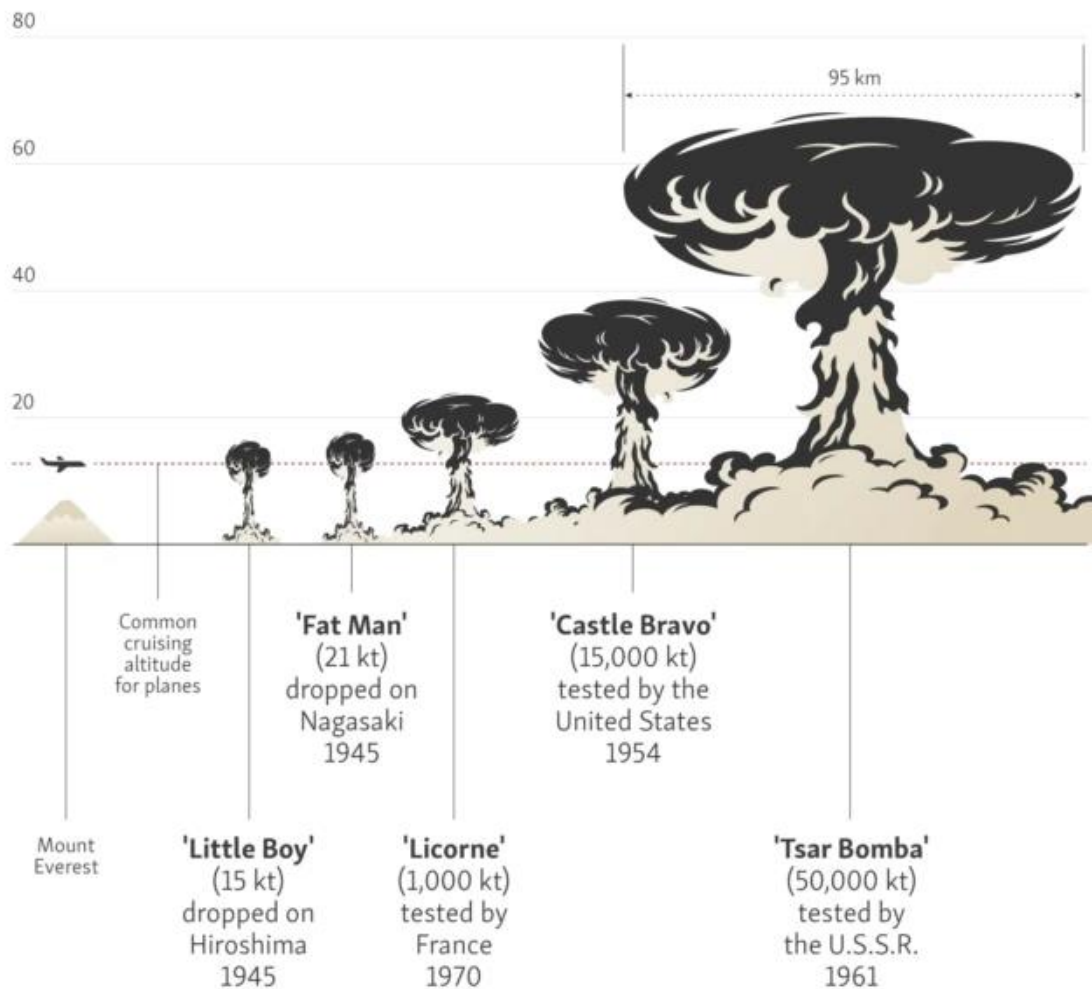 80
95 km
60
40
20
Common
cruising
altitude
for planes
'Fat Man'
(21 kt)
dropped on
Nagasaki
1945
'Castle Bravo'
(15,000 kt)
tested by the
United States
1954
Mount
Everest
'Little Boy'
(15 kt)
dropped on
Hiroshima
1945
'Licorne'
(1,000 kt)
tested by
France
1970
'Tsar Bomba'
(50,000 kt)
tested by
the U.S.S.R.
1961